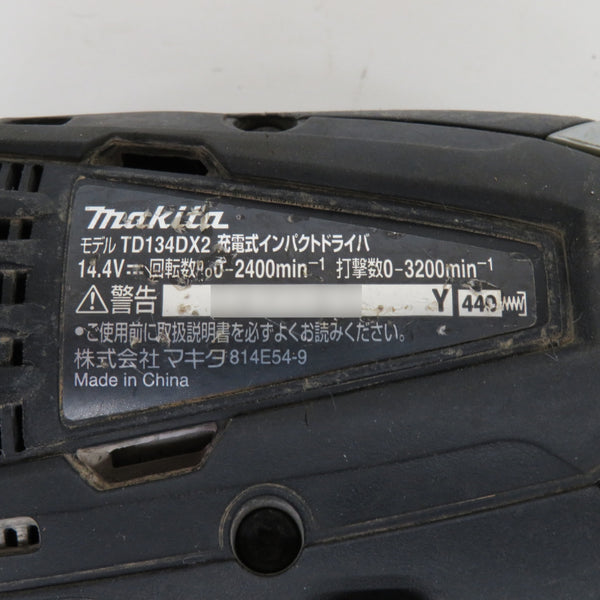 makita
モデル TD134DX2 充電式インパクトドライバ
14.4V⎓ 回転数n₀0-2400min⁻¹ 打撃数0-3200min⁻¹
⚠警告 Y 449
•ご使用前に取扱説明書を必ずよくお読みください。
株式会社 マキタ 814E54-9
Made in China